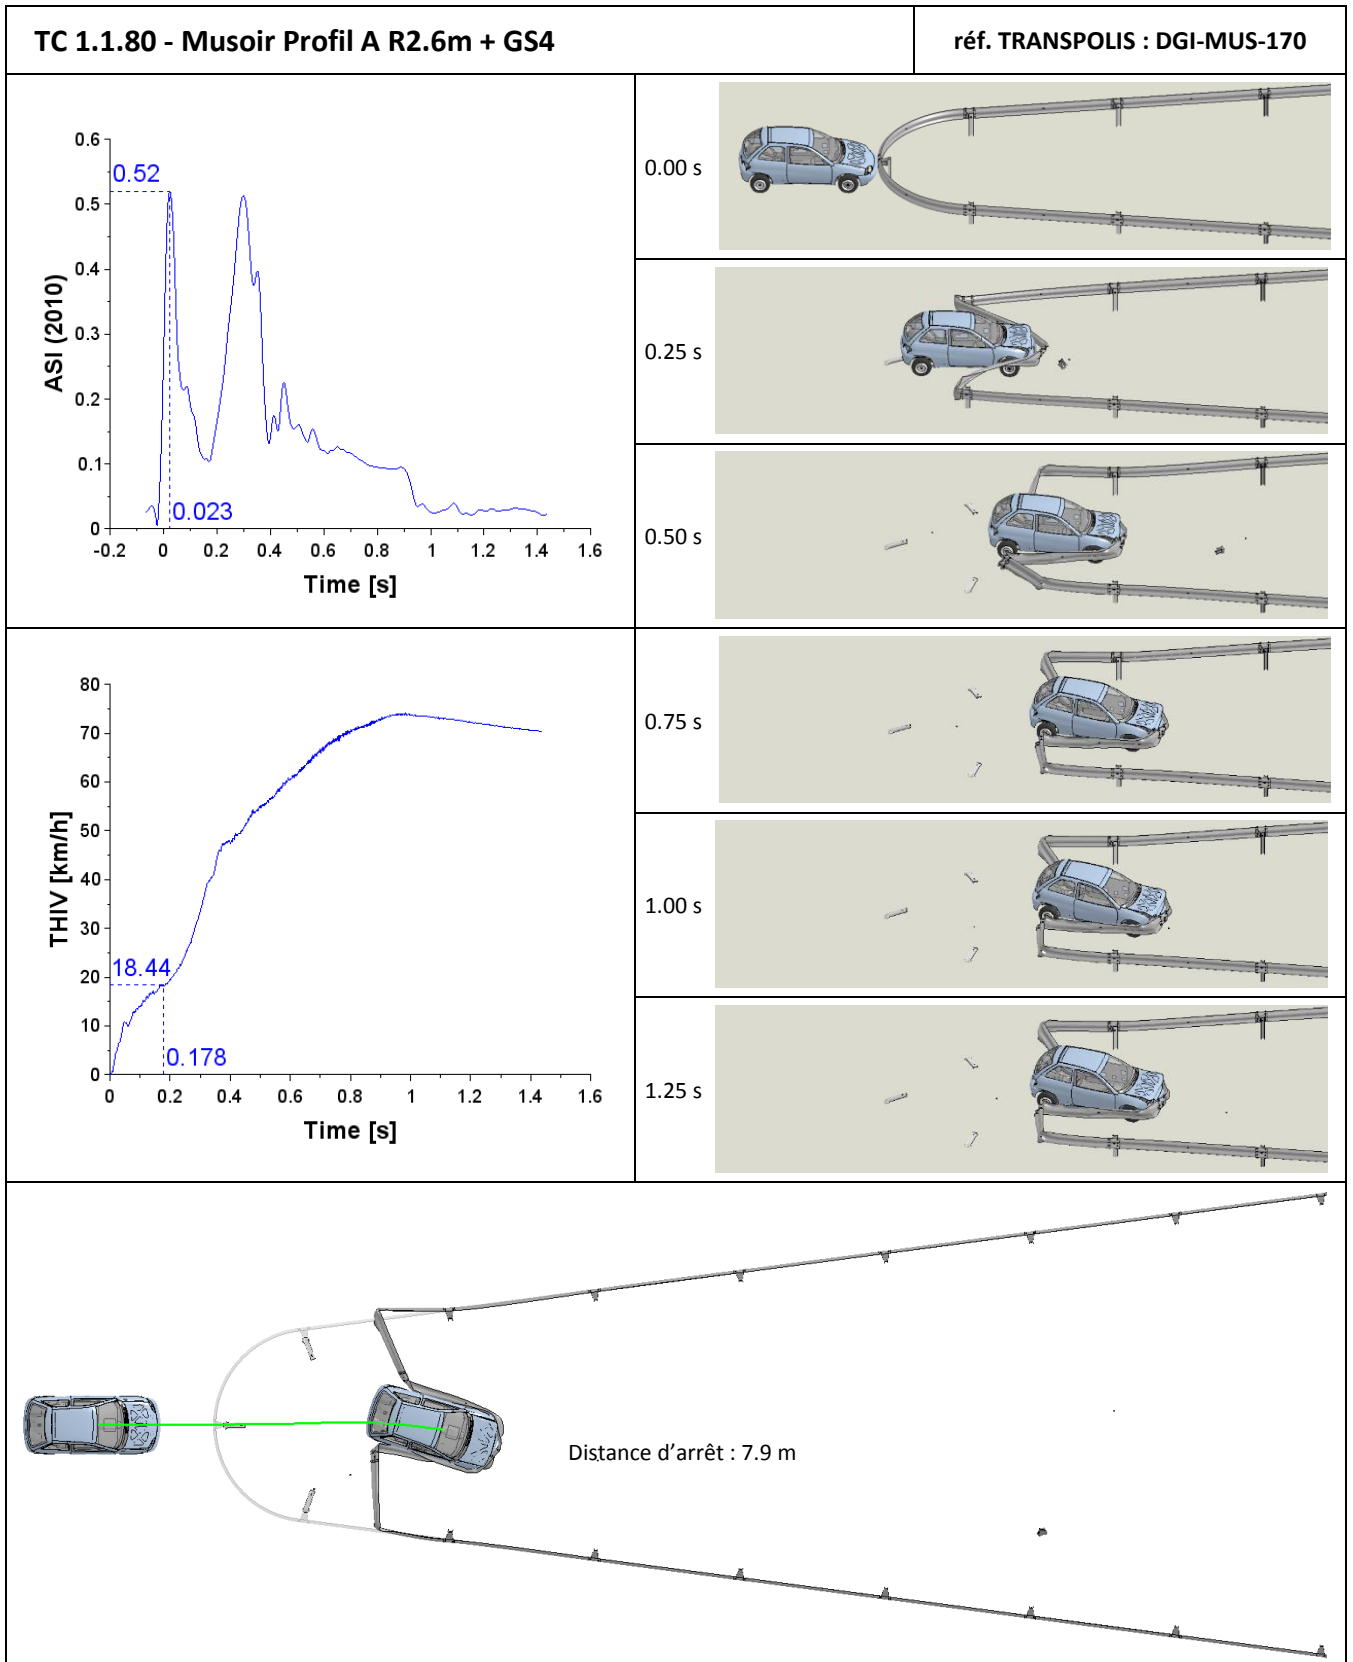 TC 1.1.80 - Musoir Profil A R2.6m + GS4
réf. TRANSPOLIS : DGI-MUS-170
0.6
0.5
0.4
0.3
0.2
0.1
0
0.52
0.023
ASI (2010)
-0.2 0 0.2 0.4 0.6 0.8 1 1.2 1.4 1.6
Time [s]
0.00 s
0.25 s
0.50 s
80
70
60
50
40
30
20
10
0
18.44
0.178
THIV [km/h]
0 0.2 0.4 0.6 0.8 1 1.2 1.4 1.6
Time [s]
0.75 s
1.00 s
1.25 s
Distance d'arrêt : 7.9 m